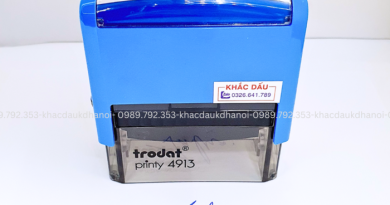 KHẮC DẤU
0326.641.789
0989.792.353-khacdaukdhanoi - 0989.792.353-khacdaukdhanoi - 0989.792.353-khacdaukdhanoi
trodat
printy 4913